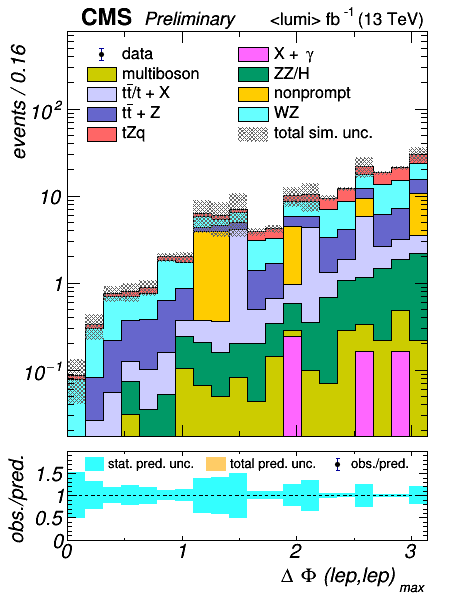 CMS Preliminary <lumi> fb⁻¹ (13 TeV)
events / 0.16
data
multiboson
tt̄/t + X
tt̄ + Z
tZq
X + γ
ZZ/H
nonprompt
WZ
total sim. unc.
10²
10
1
10⁻¹
obs./pred.
stat. pred. unc. total pred. unc. obs./pred.
1.5
1
0.5
0
0 1 2 3
Δ Φ (lep,lep) max